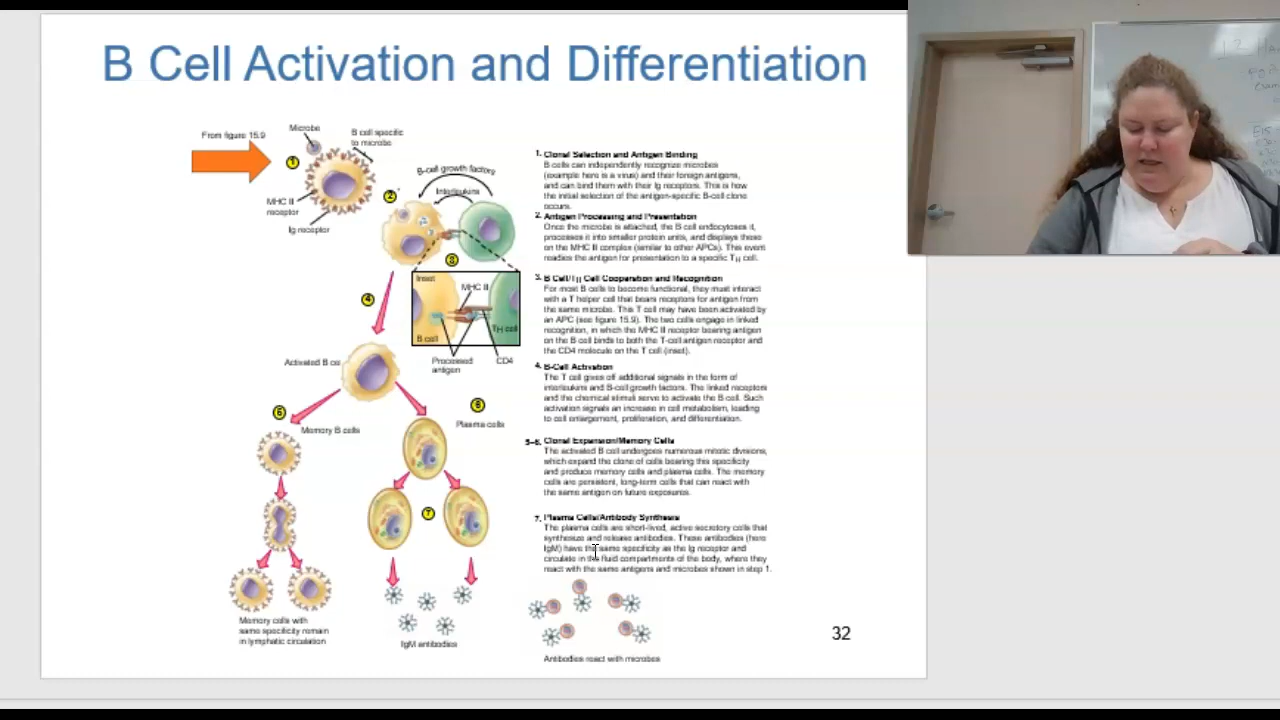 B Cell Activation and Differentiation
From figure 15.9
Microbe
B cell specific
to microbe
1
MHC II
receptor
Ig receptor
2
B-cell growth factors
Interleukins
3
Inset
MHC II
B cell
TH cell
Processed
antigen
CD4
4
Activated B ce
5
Memory B cells
6
Plasma cells
7
Memory cells with
same specificity remain
in lymphatic circulation
IgM antibodies
1. Clonal Selection and Antigen Binding
B cells can independently recognize microbes
(example here is a virus) and their foreign antigens,
and can bind them with their Ig receptors. This is how
the initial selection of the antigen-specific B-cell clone
occurs.
2. Antigen Processing and Presentation
Once the microbe is attached, the B cell endocytoses it,
processes it into smaller protein units, and displays these
on the MHC II complex (similar to other APCs). This event
readies the antigen for presentation to a specific TH cell.
3. B Cell/TH Cell Cooperation and Recognition
For most B cells to become functional, they must interact
with a T helper cell that bears receptors for antigen from
the same microbe. This T cell may have been activated by
an APC (see figure 15.9). The two cells engage in linked
recognition, in which the MHC II receptor bearing antigen
on the B cell binds to both the T-cell antigen receptor and
the CD4 molecule on the T cell (inset).
4. B-Cell Activation
The T cell gives off additional signals in the form of
interleukins and B-cell growth factors. The linked receptors
and the chemical stimuli serve to activate the B cell. Such
activation signals an increase in cell metabolism, leading
to cell enlargement, proliferation, and differentiation.
5–6. Clonal Expansion/Memory Cells
The activated B cell undergoes numerous mitotic divisions,
which expand the clone of cells bearing this specificity
and produce memory cells and plasma cells. The memory
cells are persistent, long-term cells that can react with
the same antigen on future exposures.
7. Plasma Cells/Antibody Synthesis
The plasma cells are short-lived, active secretory cells that
synthesize and release antibodies. These antibodies (here
IgM) have the same specificity as the Ig receptor and
circulate in the fluid compartments of the body, where they
react with the same antigens and microbes shown in step 1.
Antibodies react with microbes
32